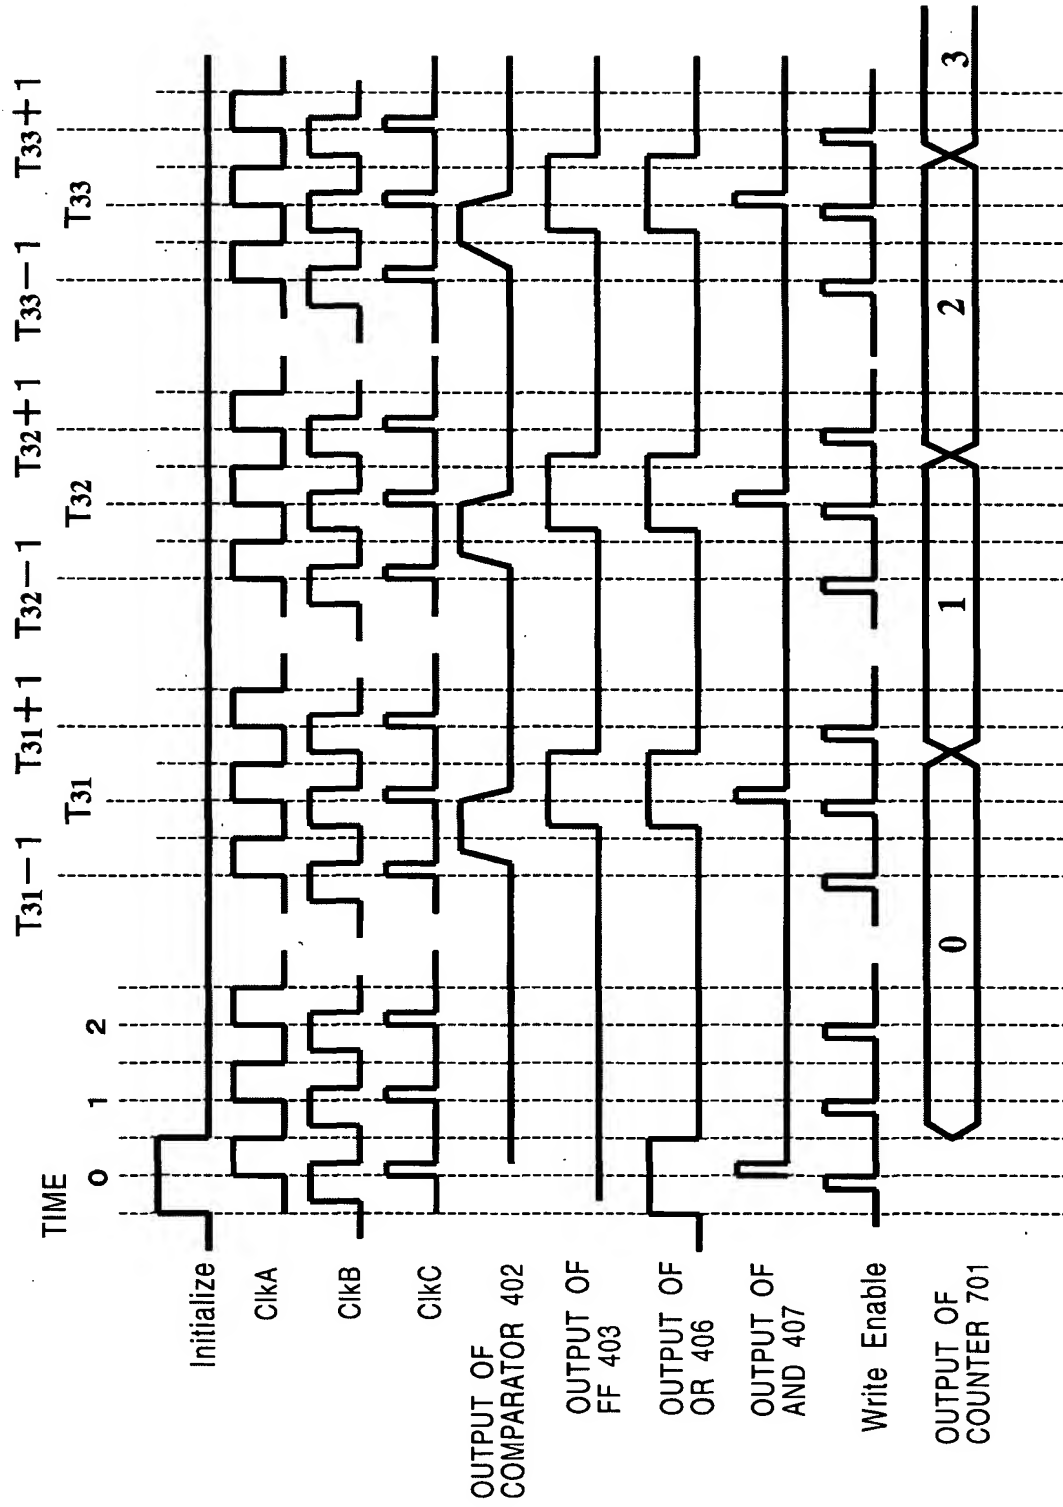 TIME
0
1
2
T31−1
T31
T31+1
T32−1
T32
T32+1
T33−1
T33
T33+1
Initialize
ClkA
ClkB
ClkC
OUTPUT OF
COMPARATOR 402
OUTPUT OF
FF 403
OUTPUT OF
OR 406
OUTPUT OF
AND 407
Write Enable
OUTPUT OF
COUNTER 701
0
1
2
3